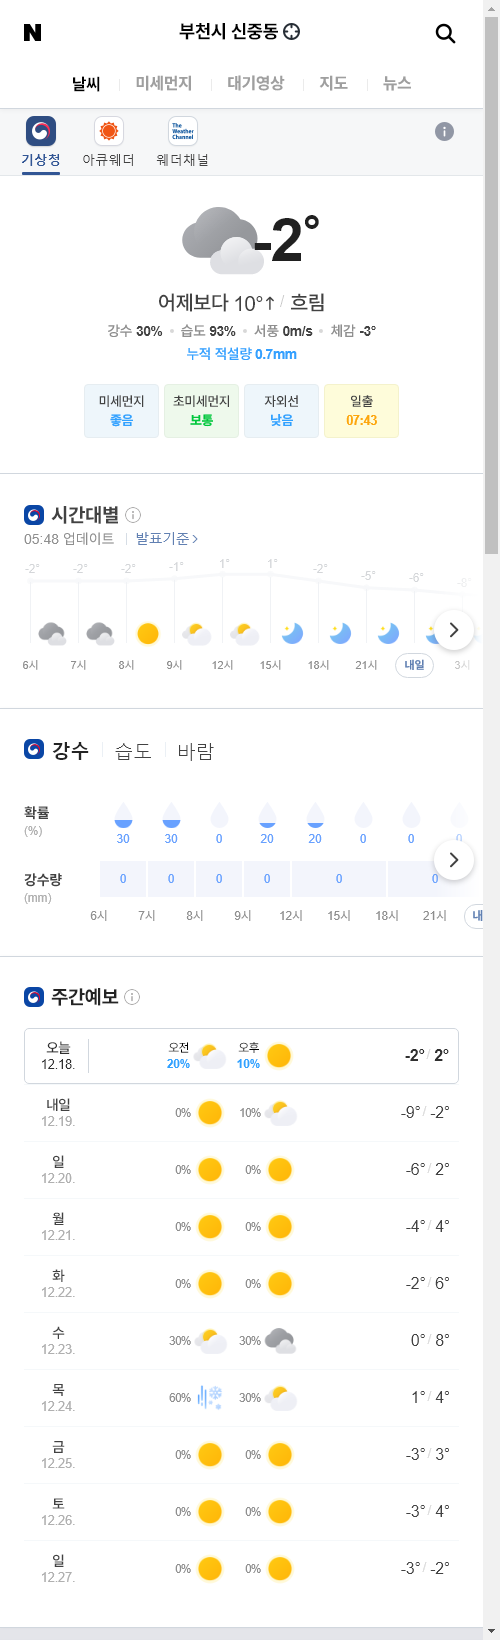 N
부천시 신중동
날씨 미세먼지 대기영상 지도 뉴스
The Weather Channel
기상청 아큐웨더 웨더채널
-2°
어제보다 10°↑ / 흐림
강수 30% 습도 93% 서풍 0m/s 체감 -3°
누적 적설량 0.7mm
미세먼지 초미세먼지 자외선 일출
좋음 보통 낮음 07:43
시간대별
05:48 업데이트 발표기준 >
-2° -2° -2° -1° 1° 1° -2° -5° -6° -8°
6시 7시 8시 9시 12시 15시 18시 21시 내일 3시
강수 습도 바람
확률
(%)
30 30 0 20 20 0 0 0
강수량
(mm)
0 0 0 0 0 0
6시 7시 8시 9시 12시 15시 18시 21시 내
주간예보
오늘 오전 오후
12.18. 20% 10% -2° / 2°
내일
12.19. 0% 10% -9° / -2°
일
12.20. 0% 0% -6° / 2°
월
12.21. 0% 0% -4° / 4°
화
12.22. 0% 0% -2° / 6°
수
12.23. 30% 30% 0° / 8°
목
12.24. 60% 30% 1° / 4°
금
12.25. 0% 0% -3° / 3°
토
12.26. 0% 0% -3° / 4°
일
12.27. 0% 0% -3° / -2°